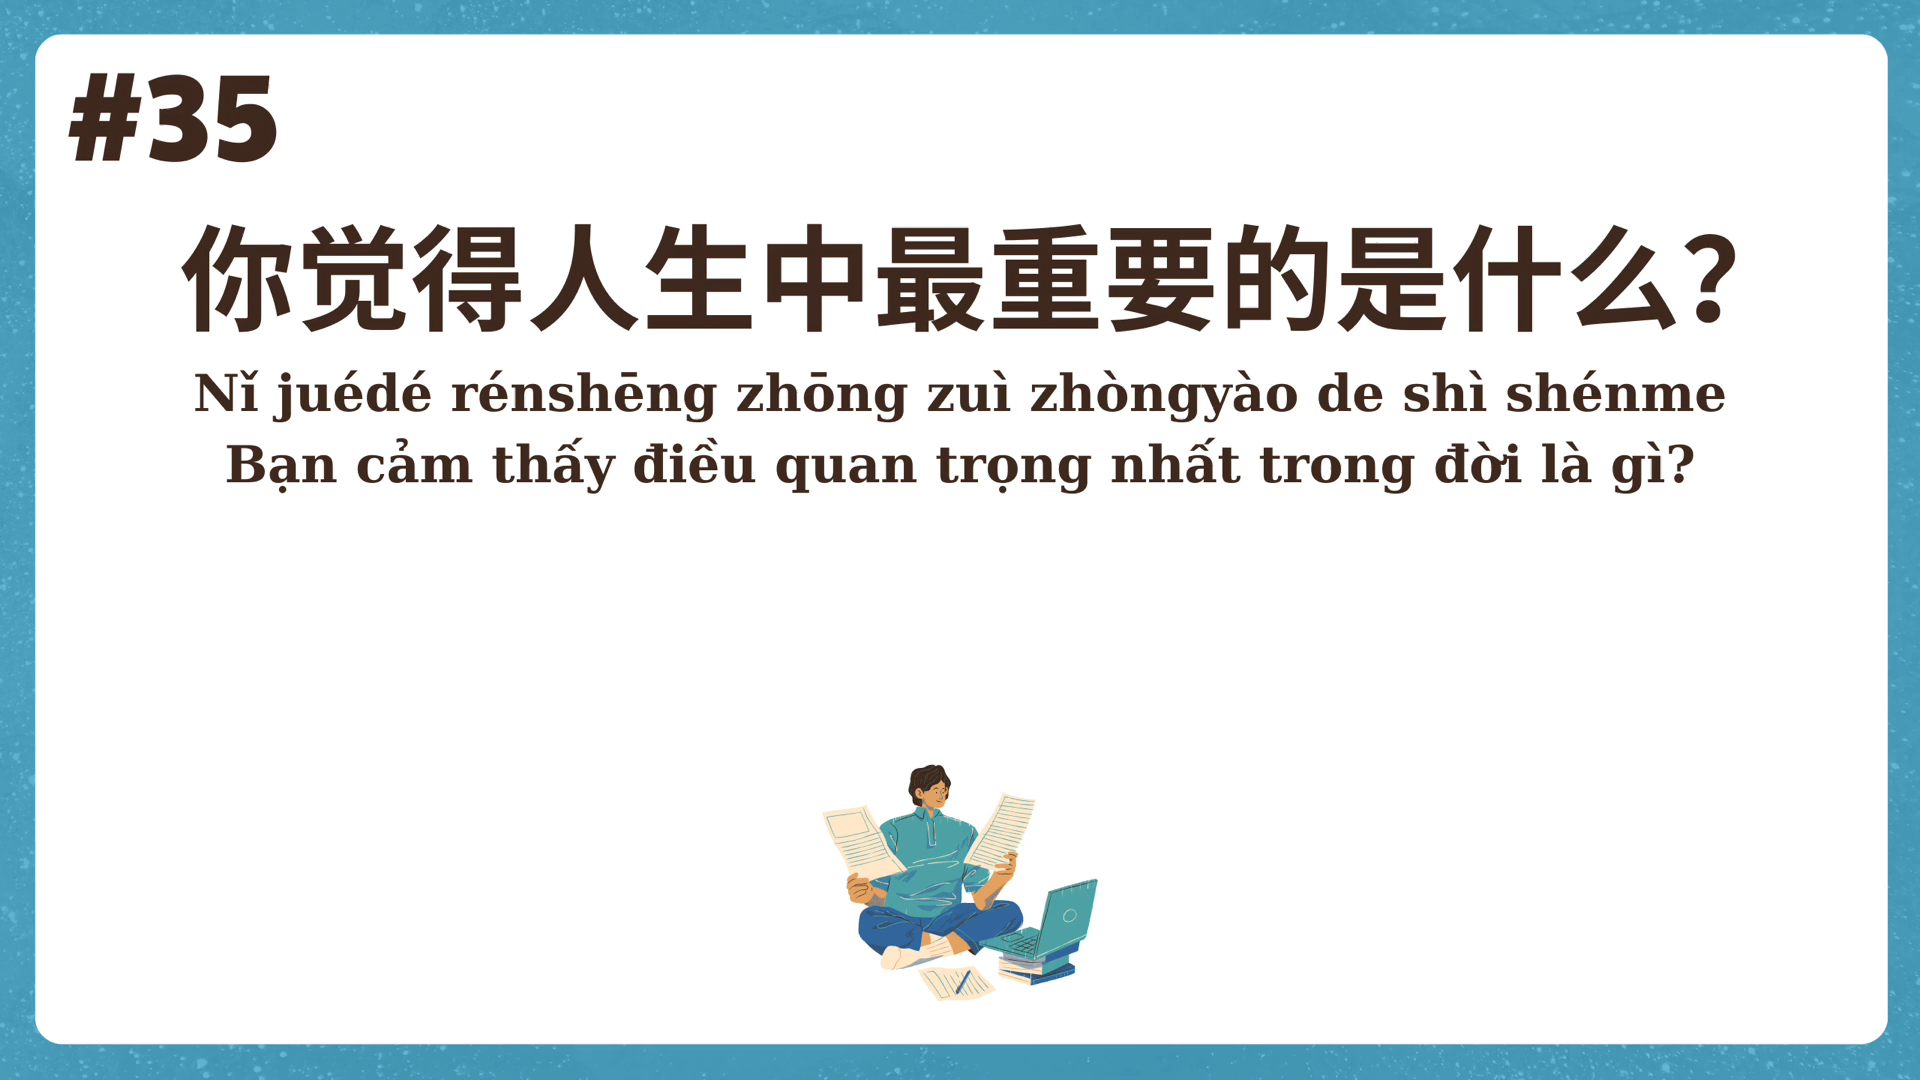 #35
你觉得人生中最重要的是什么?
Nǐ juédé rénshēng zhōng zuì zhòngyào de shì shénme
Bạn cảm thấy điều quan trọng nhất trong đời là gì?